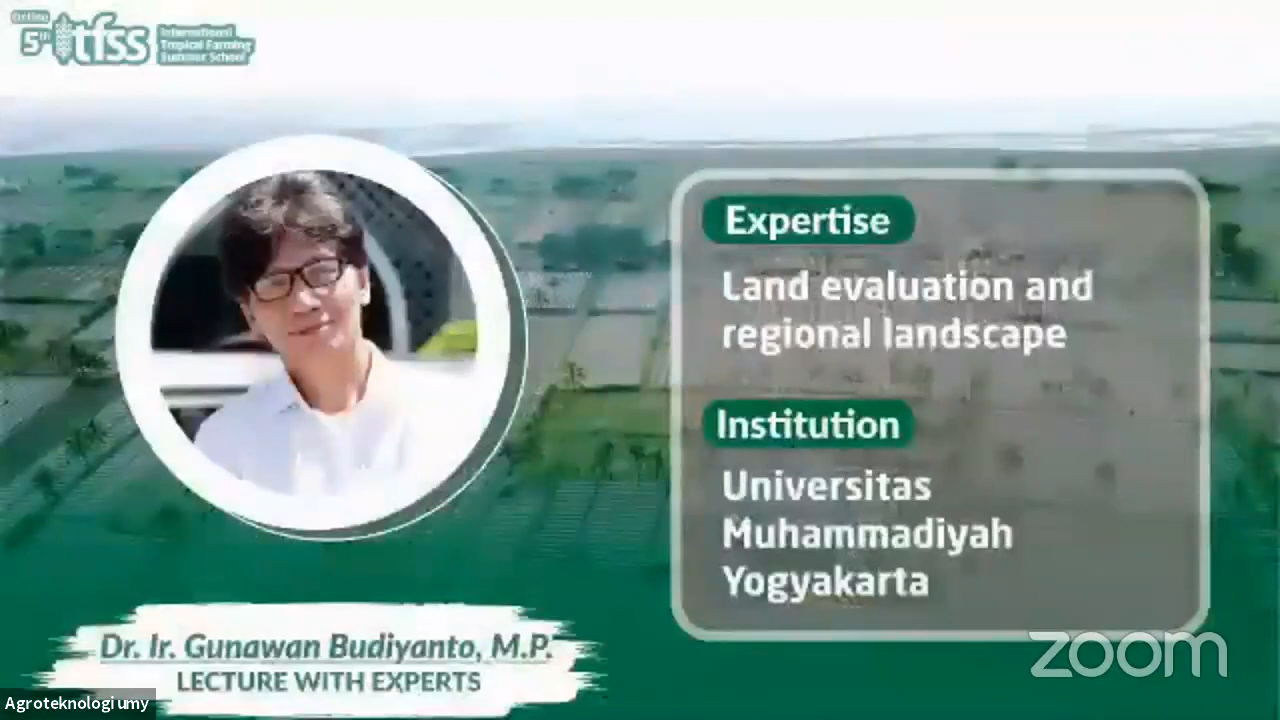 Online
5th itfss
International
Tropical Farming
Summer School
Expertise
Land evaluation and
regional landscape
Institution
Universitas
Muhammadiyah
Yogyakarta
Dr. Ir. Gunawan Budiyanto, M.P.
LECTURE WITH EXPERTS
zoom
Agroteknologi umy